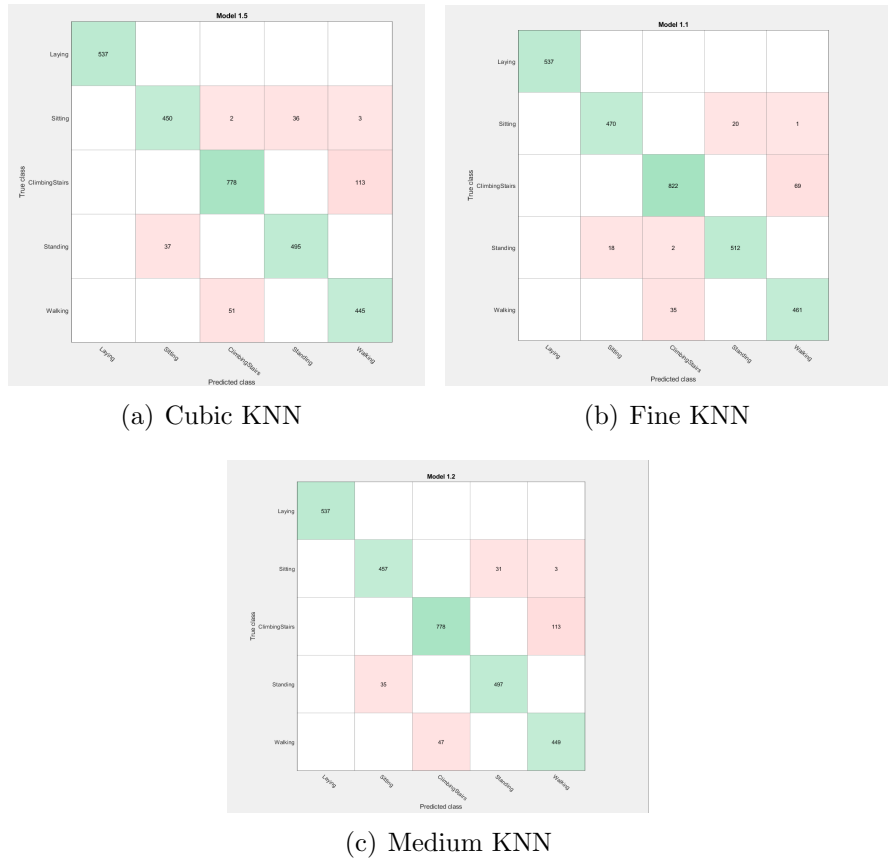 Model 1.5
Laying
537
Sitting
450 2 36 3
True class
ClimbingStairs
778 113
Standing
37 495
Walking
51 445
Laying Sitting ClimbingStairs Standing Walking
Predicted class
(a) Cubic KNN
Model 1.1
Laying
537
Sitting
470 20 1
True class
ClimbingStairs
822 69
Standing
18 2 512
Walking
35 461
Laying Sitting ClimbingStairs Standing Walking
Predicted class
(b) Fine KNN
Model 1.2
Laying
537
Sitting
457 31 3
True class
ClimbingStairs
778 113
Standing
35 497
Walking
47 449
Laying Sitting ClimbingStairs Standing Walking
Predicted class
(c) Medium KNN